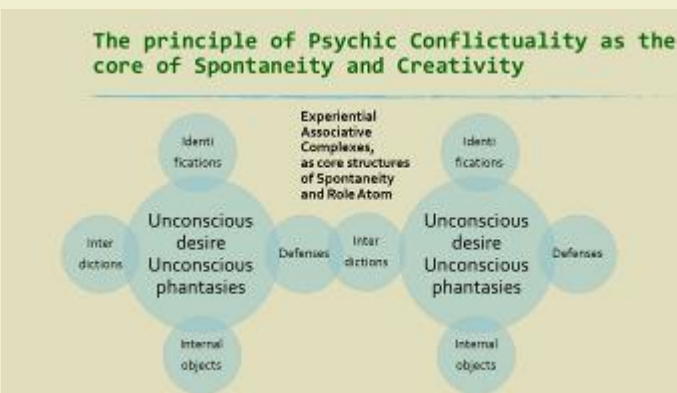 The principle of Psychic Conflictuality as the
core of Spontaneity and Creativity
Experiential
Associative
Complexes,
as core structures
of Spontaneity
and Role Atom
Identi
fications
Unconscious
desire
Unconscious
phantasies
Inter
dictions
Defenses
Internal
objects
Identi
fications
Unconscious
desire
Unconscious
phantasies
Inter
dictions
Defenses
Internal
objects